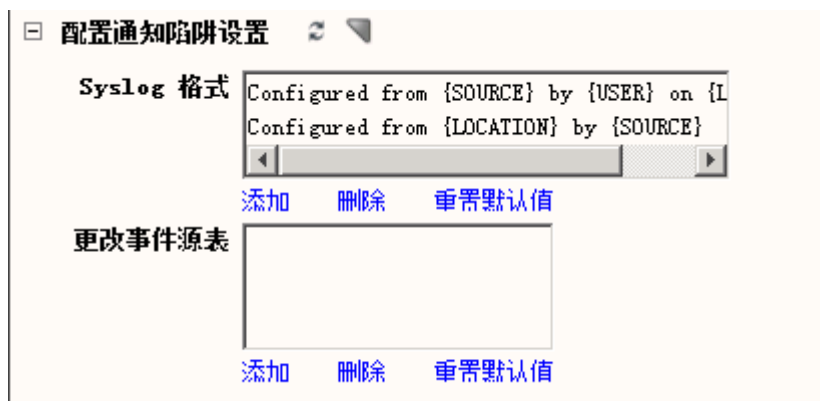 配置通知陷阱设置
Syslog 格式
Configured from {SOURCE} by {USER} on {L
Configured from {LOCATION} by {SOURCE}
添加 删除 重置默认值
更改事件源表
添加 删除 重置默认值